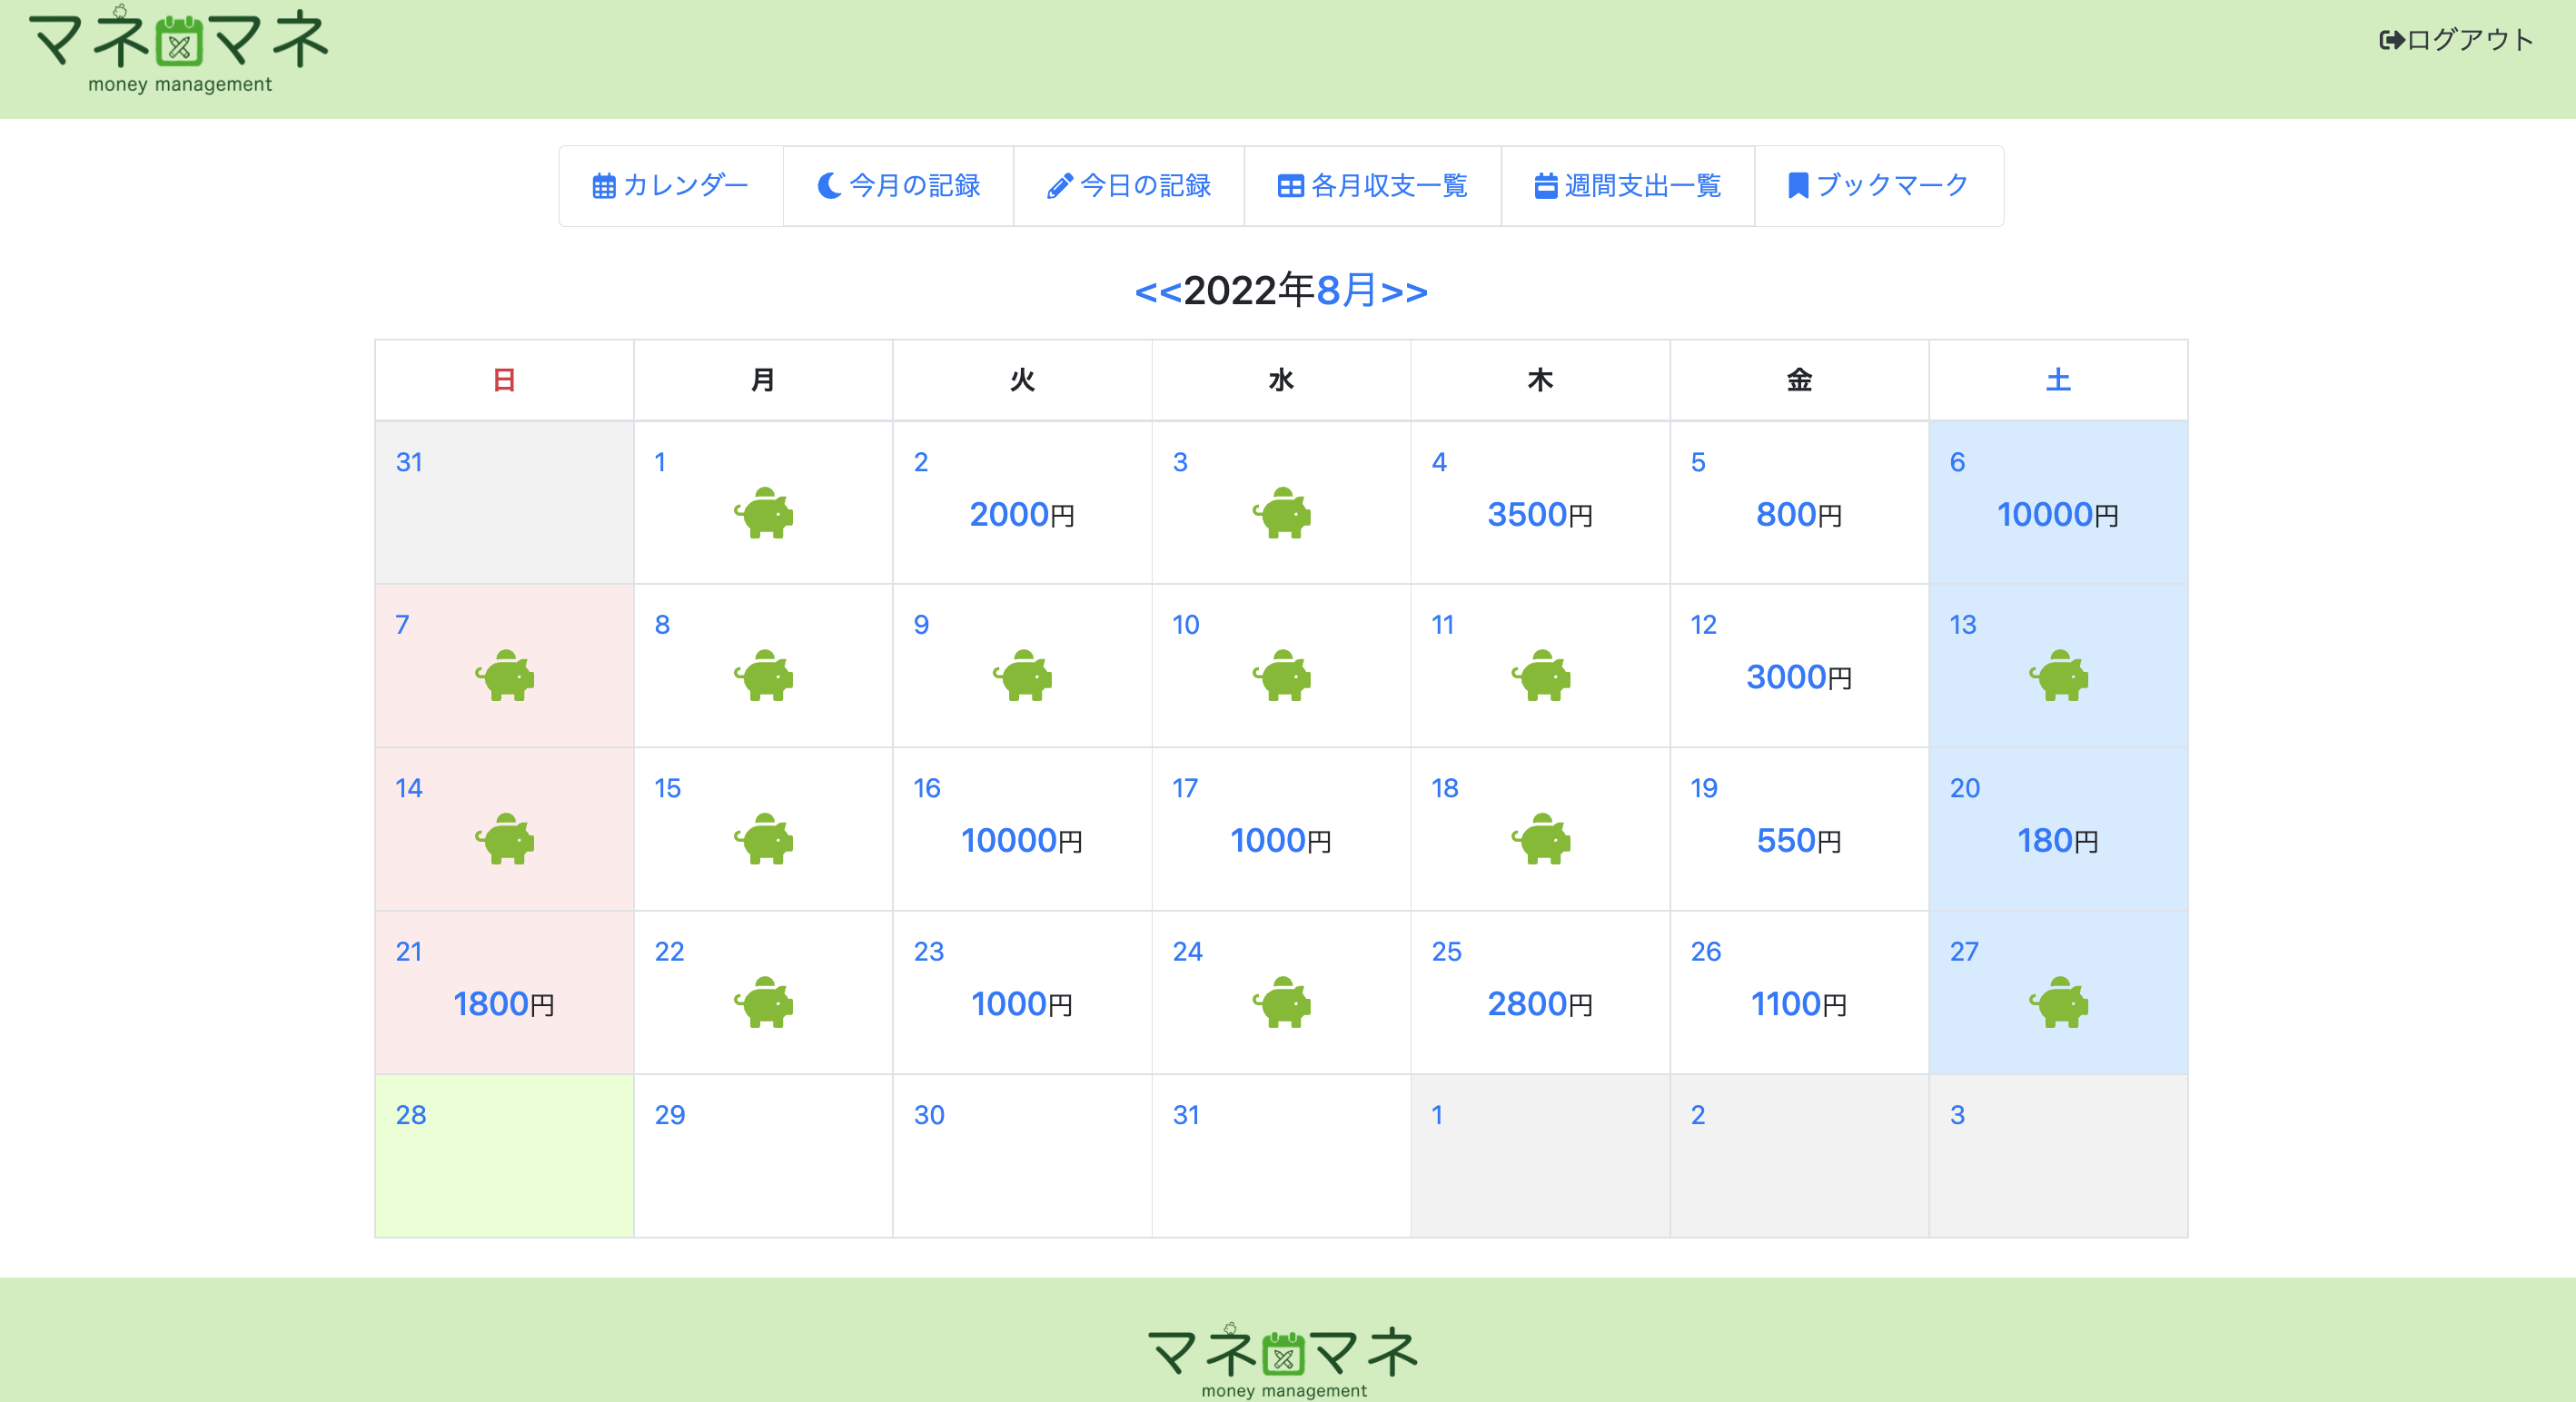 マネマネ
money management
ログアウト
カレンダー 今月の記録 今日の記録 各月収支一覧 週間支出一覧 ブックマーク
<<2022年8月>>
日 月 火 水 木 金 土
31 1 2 3 4 5 6
2000円 3500円 800円 10000円
7 8 9 10 11 12 13
3000円
14 15 16 17 18 19 20
10000円 1000円 550円 180円
21 22 23 24 25 26 27
1800円 1000円 2800円 1100円
28 29 30 31 1 2 3
マネマネ
money management